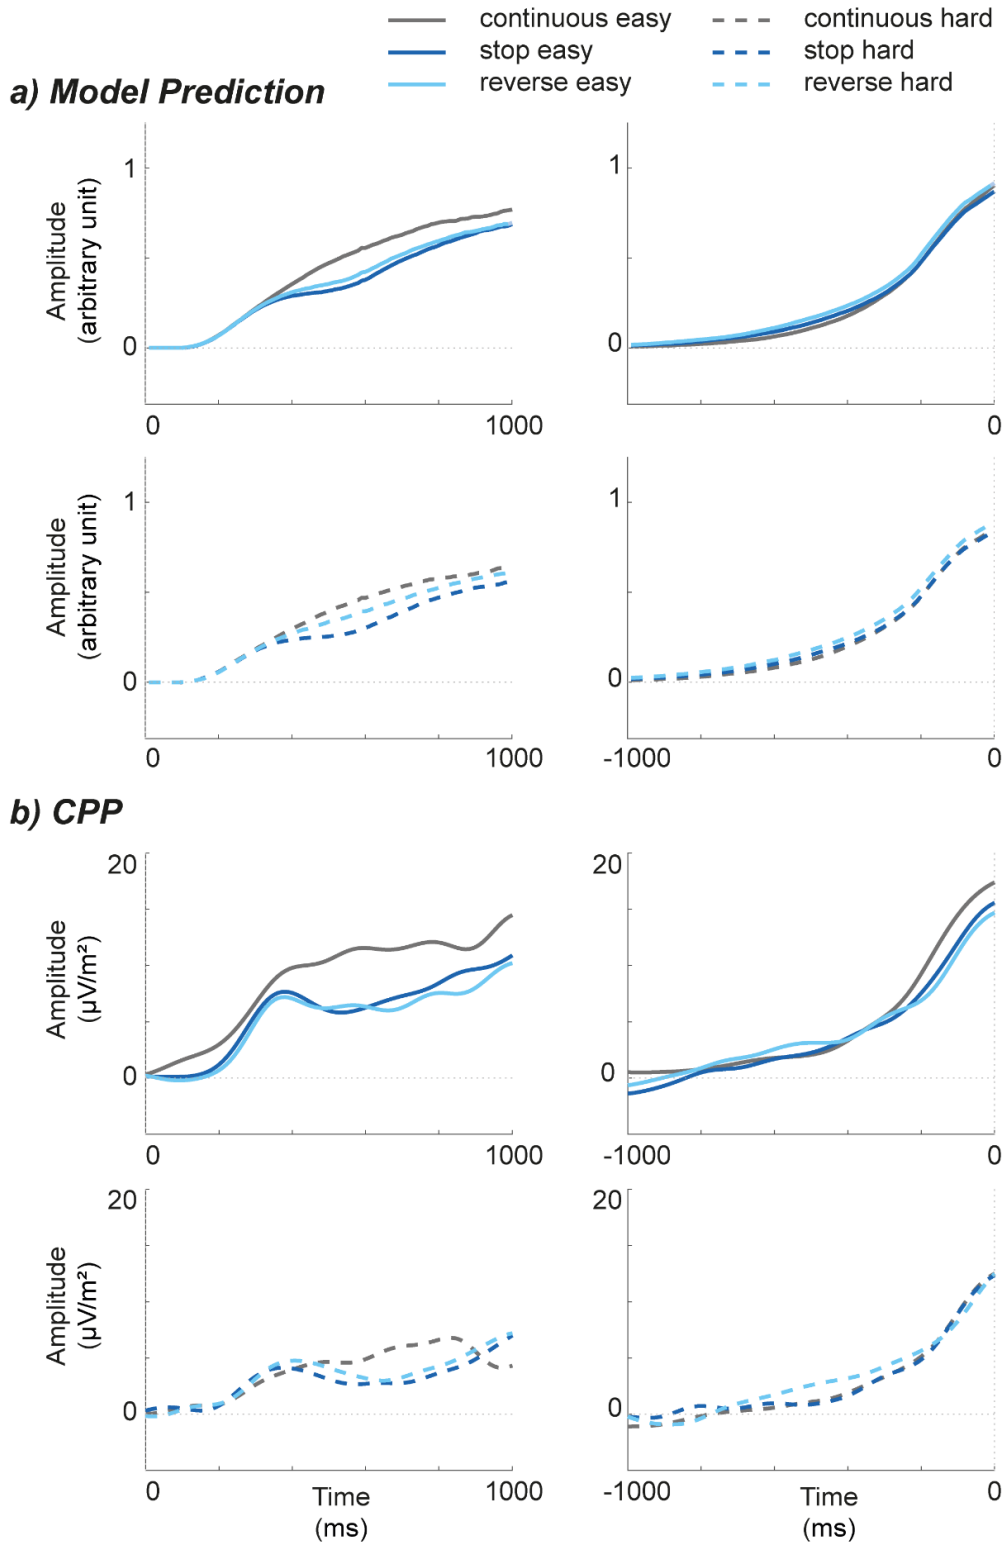 continuous easy
continuous hard
stop easy
stop hard
reverse easy
reverse hard
a) Model Prediction
Amplitude
(arbitrary unit)
1
0
0
1000
1
0
0
Amplitude
(arbitrary unit)
1
0
0
1000
1
0
-1000
0
b) CPP
Amplitude
(µV/m²)
20
0
0
1000
20
0
-1000
0
Amplitude
(µV/m²)
20
0
0
1000
Time
(ms)
20
0
-1000
0
Time
(ms)